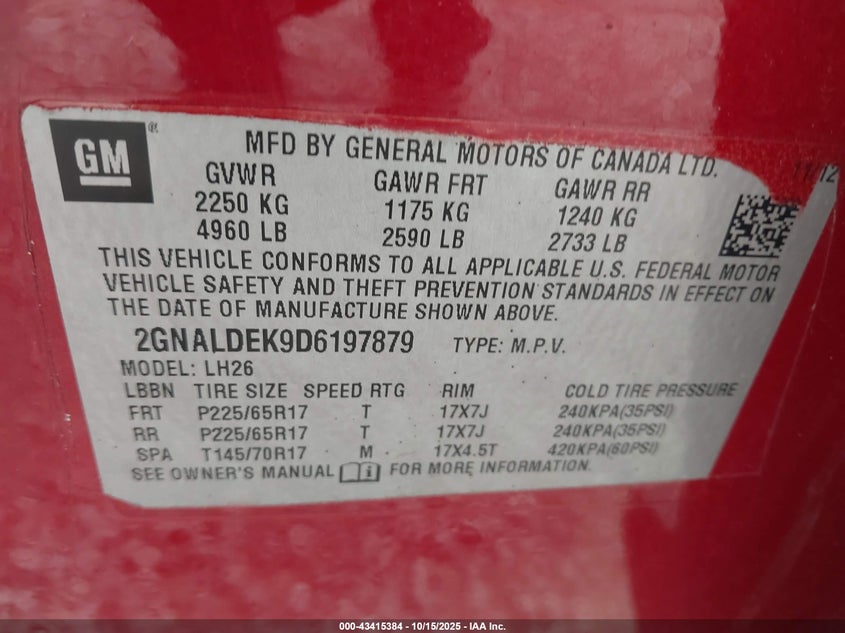 GM ®
MFD BY GENERAL MOTORS OF CANADA LTD.
11/12
GVWR GAWR FRT GAWR RR
2250 KG 1175 KG 1240 KG
4960 LB 2590 LB 2733 LB
THIS VEHICLE CONFORMS TO ALL APPLICABLE U.S. FEDERAL MOTOR
VEHICLE SAFETY AND THEFT PREVENTION STANDARDS IN EFFECT ON
THE DATE OF MANUFACTURE SHOWN ABOVE.
2GNALDEK9D6197879 TYPE: M.P.V.
MODEL: LH26
LBBN TIRE SIZE SPEED RTG RIM COLD TIRE PRESSURE
FRT P225/65R17 T 17X7J 240KPA(35PSI)
RR P225/65R17 T 17X7J 240KPA(35PSI)
SPA T145/70R17 M 17X4.5T 420KPA(60PSI)
SEE OWNER'S MANUAL i FOR MORE INFORMATION.
000-43415384 - 10/15/2025 - IAA Inc.